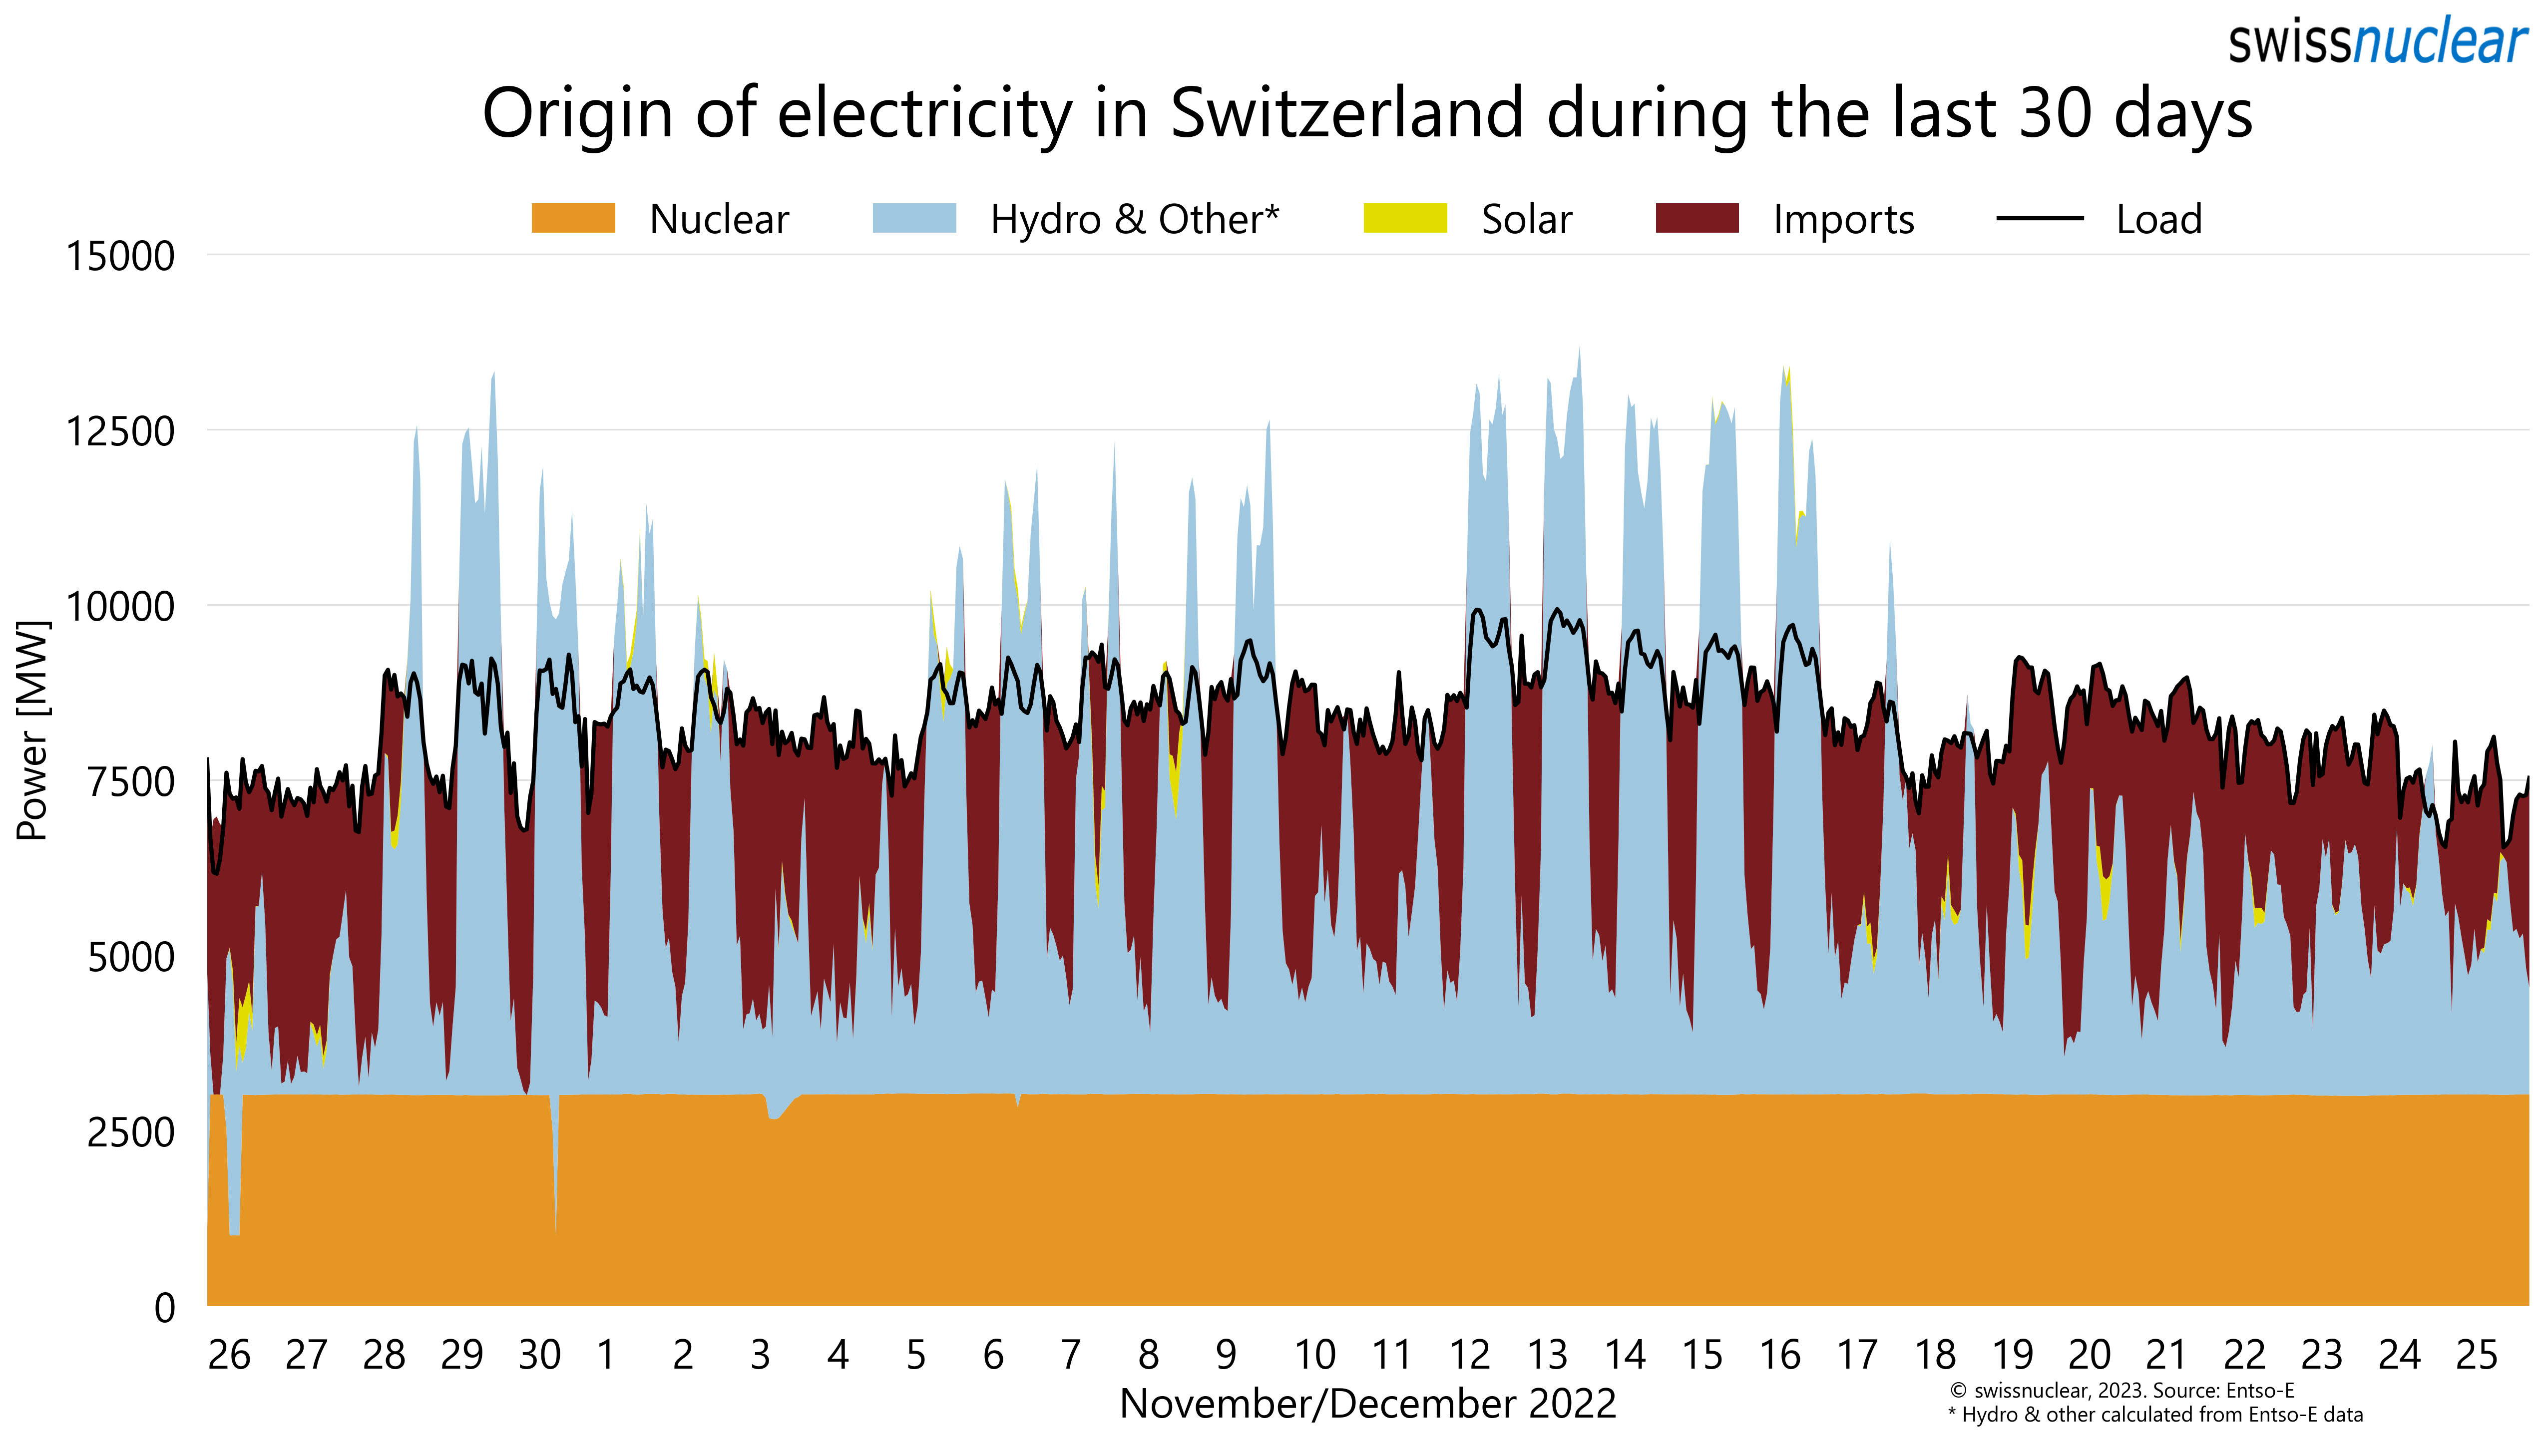 swissnuclear
Origin of electricity in Switzerland during the last 30 days
Nuclear Hydro & Other* Solar Imports Load
15000
12500
10000
7500
5000
2500
0
Power [MW]
26 27 28 29 30 1 2 3 4 5 6 7 8 9 10 11 12 13 14 15 16 17 18 19 20 21 22 23 24 25
November/December 2022
© swissnuclear, 2023. Source: Entso-E
* Hydro & other calculated from Entso-E data